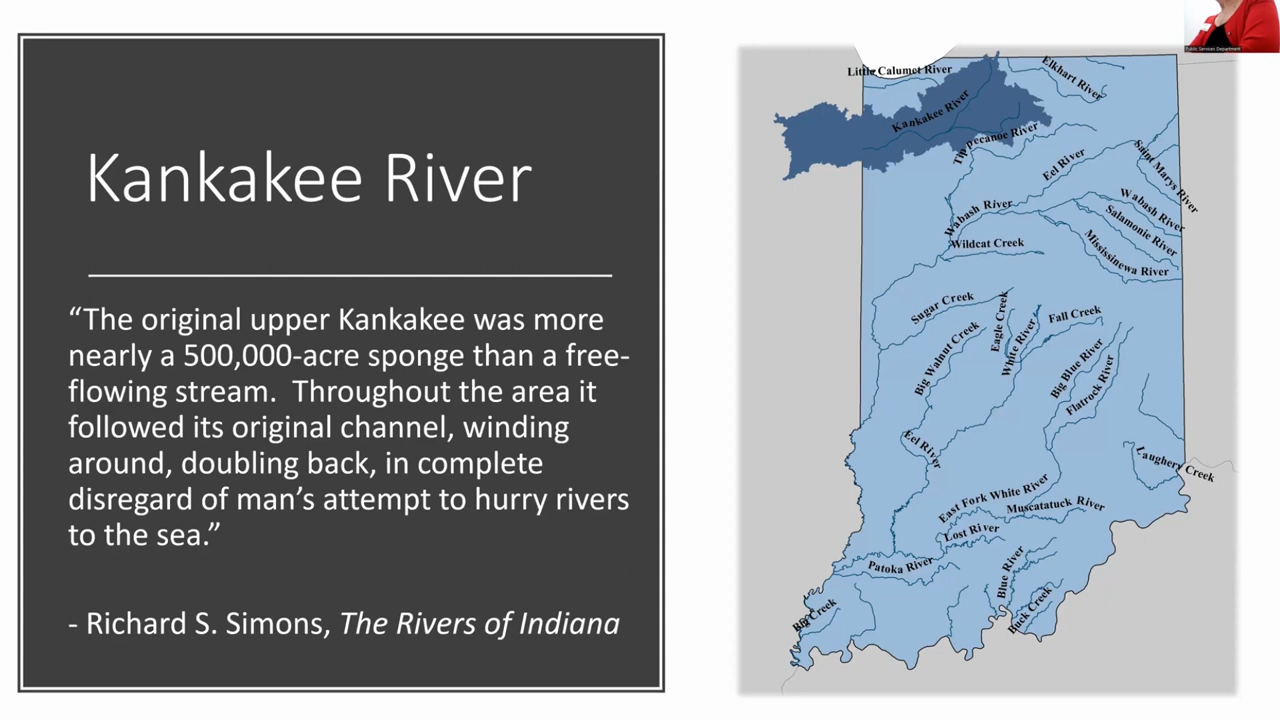 Kankakee River
“The original upper Kankakee was more
nearly a 500,000-acre sponge than a free-
flowing stream.  Throughout the area it
followed its original channel, winding
around, doubling back, in complete
disregard of man’s attempt to hurry rivers
to the sea.”
- Richard S. Simons, The Rivers of Indiana
Public Services Department
Little Calumet River
Elkhart River
Kankakee River
Tippecanoe River
Eel River
Saint Marys River
Wabash River
Wabash River
Salamonie River
Mississinewa River
Wildcat Creek
Sugar Creek
Eagle Creek
Fall Creek
Big Walnut Creek
White River
Big Blue River
Flatrock River
Eel River
Laughery Creek
East Fork White River
Muscatatuck River
Lost River
Patoka River
Blue River
Buck Creek
Creek